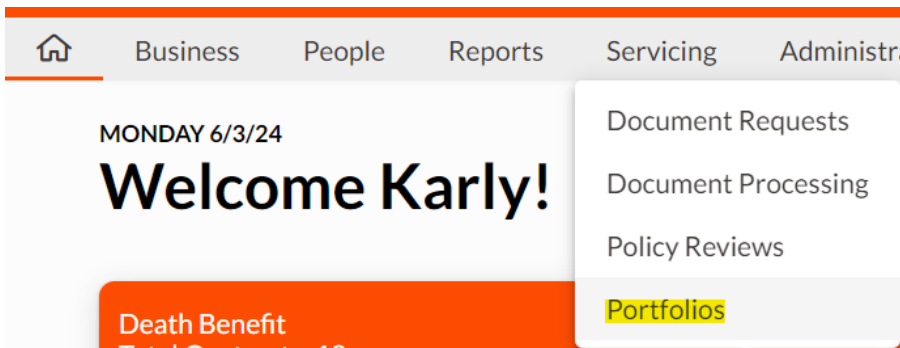 Business People Reports Servicing Administr
MONDAY 6/3/24
Welcome Karly!
Document Requests
Document Processing
Policy Reviews
Portfolios
Death Benefit